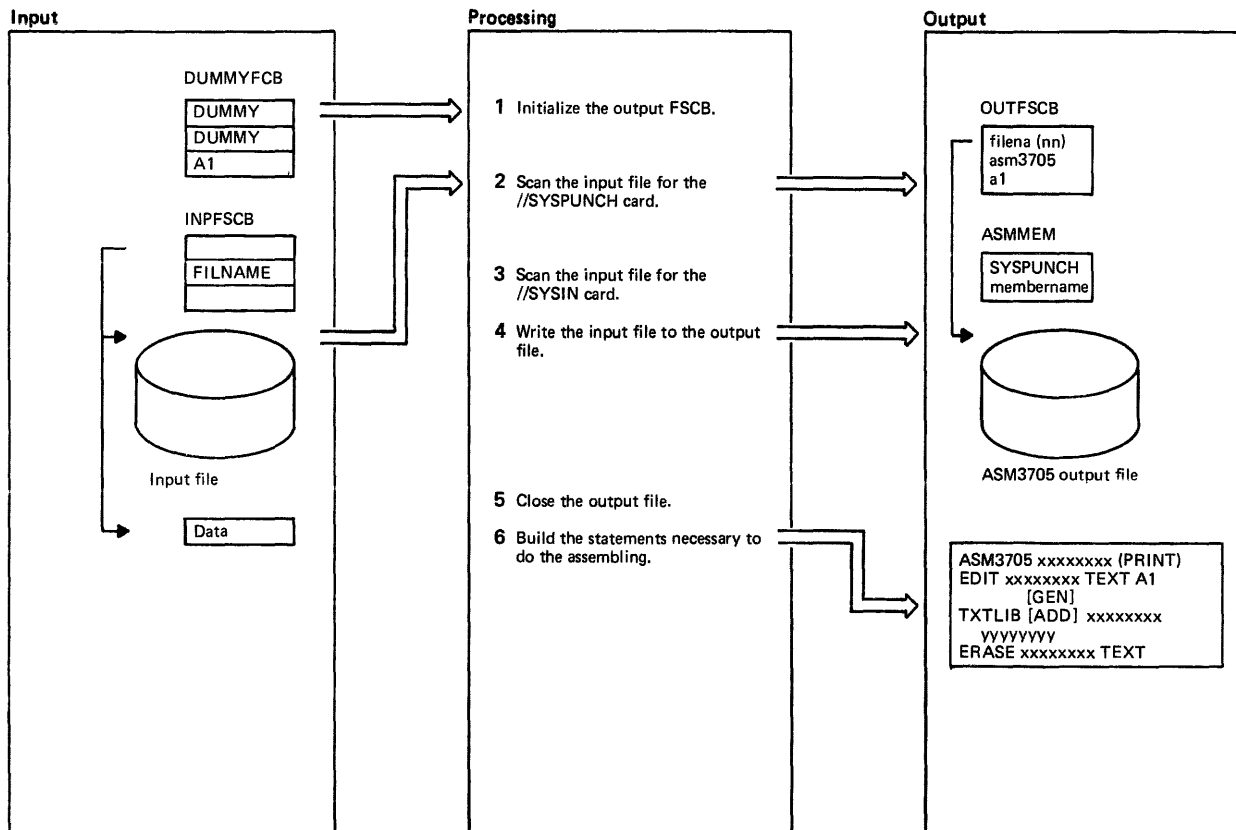 Input
DUMMYFCB
DUMMY
DUMMY
A1
INPFSCB
FILNAME
Input file
Data
Processing
1 Initialize the output FSCB.
2 Scan the input file for the
//SYSPUNCH card.
3 Scan the input file for the
//SYSIN card.
4 Write the input file to the output
file.
5 Close the output file.
6 Build the statements necessary to
do the assembling.
Output
OUTFSCB
filena (nn)
asm3705
a1
ASMMEM
SYSPUNCH
membername
ASM3705 output file
ASM3705 xxxxxxxx (PRINT)
EDIT xxxxxxxx TEXT A1
[GEN]
TXTLIB [ADD] xxxxxxxx
yyyyyyyy
ERASE xxxxxxxx TEXT